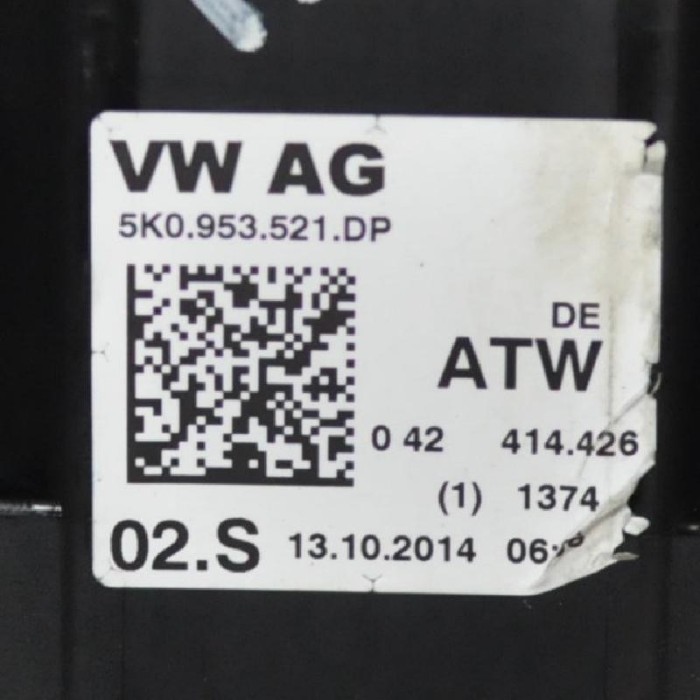 VW AG
5K0.953.521.DP
DE
ATW
0 42 414.426
(1) 1374
02.S 13.10.2014